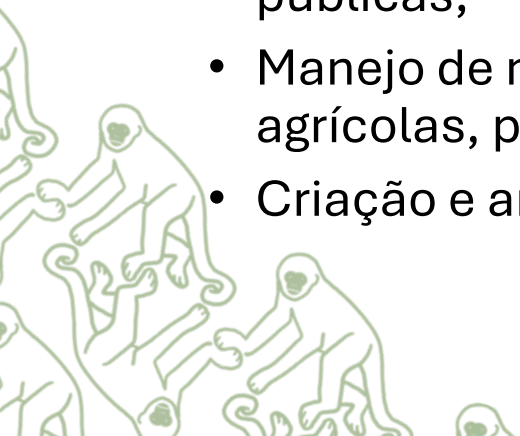 públicas;
• Manejo de
agrícolas,
• Criação e